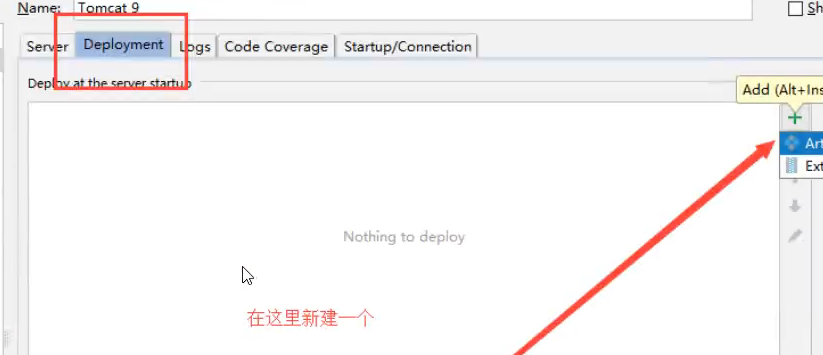 Name: Tomcat 9
Sh
Server Deployment Logs Code Coverage Startup/Connection
Deploy at the server startup
Add (Alt+Ins
Art
Ext
Nothing to deploy
在这里新建一个